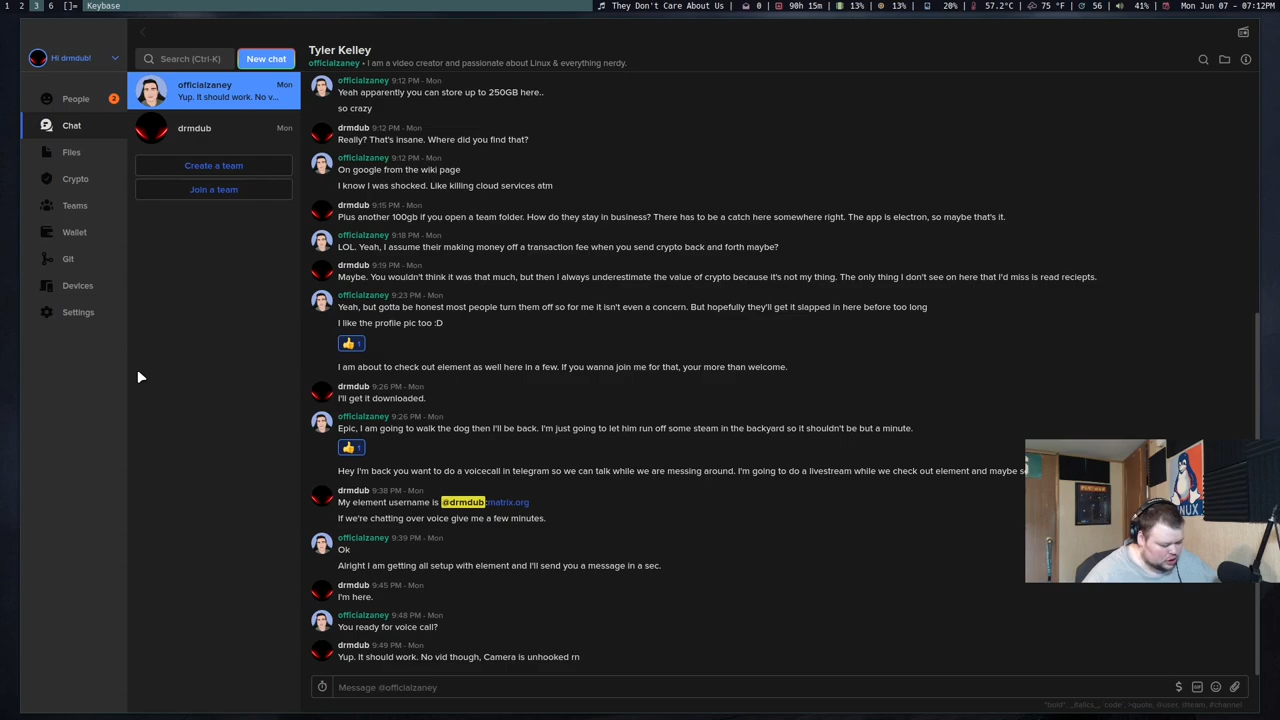 1 2 3 6 []= Keybase
They Don't Care About Us | 0 | 90h 15m | 13% | 13% | 20% | 57.2°C | 75 °F | 56 | 41% | Mon Jun 07 - 07:12PM
Hi drmdub!
People 2
Chat
Files
Crypto
Teams
Wallet
Git
Devices
Settings
Search (Ctrl-K) New chat
officialzaney Mon
Yup. It should work. No v...
drmdub Mon
Create a team
Join a team
Tyler Kelley
officialzaney • I am a video creator and passionate about Linux & everything nerdy.
officialzaney 9:12 PM - Mon
Yeah apparently you can store up to 250GB here..
so crazy
drmdub 9:12 PM - Mon
Really? That's insane. Where did you find that?
officialzaney 9:12 PM - Mon
On google from the wiki page
I know I was shocked. Like killing cloud services atm
drmdub 9:15 PM - Mon
Plus another 100gb if you open a team folder. How do they stay in business? There has to be a catch here somewhere right. The app is electron, so maybe that's it.
officialzaney 9:18 PM - Mon
LOL. Yeah, I assume their making money off a transaction fee when you send crypto back and forth maybe?
drmdub 9:19 PM - Mon
Maybe. You wouldn't think it was that much, but then I always underestimate the value of crypto because it's not my thing. The only thing I don't see on here that I'd miss is read reciepts.
officialzaney 9:23 PM - Mon
Yeah, but gotta be honest most people turn them off so for me it isn't even a concern. But hopefully they'll get it slapped in here before too long
I like the profile pic too :D
1
I am about to check out element as well here in a few. If you wanna join me for that, your more than welcome.
drmdub 9:26 PM - Mon
I'll get it downloaded.
officialzaney 9:26 PM - Mon
Epic, I am going to walk the dog then I'll be back. I'm just going to let him run off some steam in the backyard so it shouldn't be but a minute.
1
Hey I'm back you want to do a voicecall in telegram so we can talk while we are messing around. I'm going to do a livestream while we check out element and maybe
drmdub 9:38 PM - Mon
My element username is @drmdub:matrix.org
If we're chatting over voice give me a few minutes.
officialzaney 9:39 PM - Mon
Ok
Alright I am getting all setup with element and I'll send you a message in a sec.
drmdub 9:45 PM - Mon
I'm here.
officialzaney 9:48 PM - Mon
You ready for voice call?
drmdub 9:49 PM - Mon
Yup. It should work. No vid though, Camera is unhooked rn
Message @officialzaney
$ GIF
*bold*, _italics_, `code`, >quote, @user, @team, #channel
LINUX